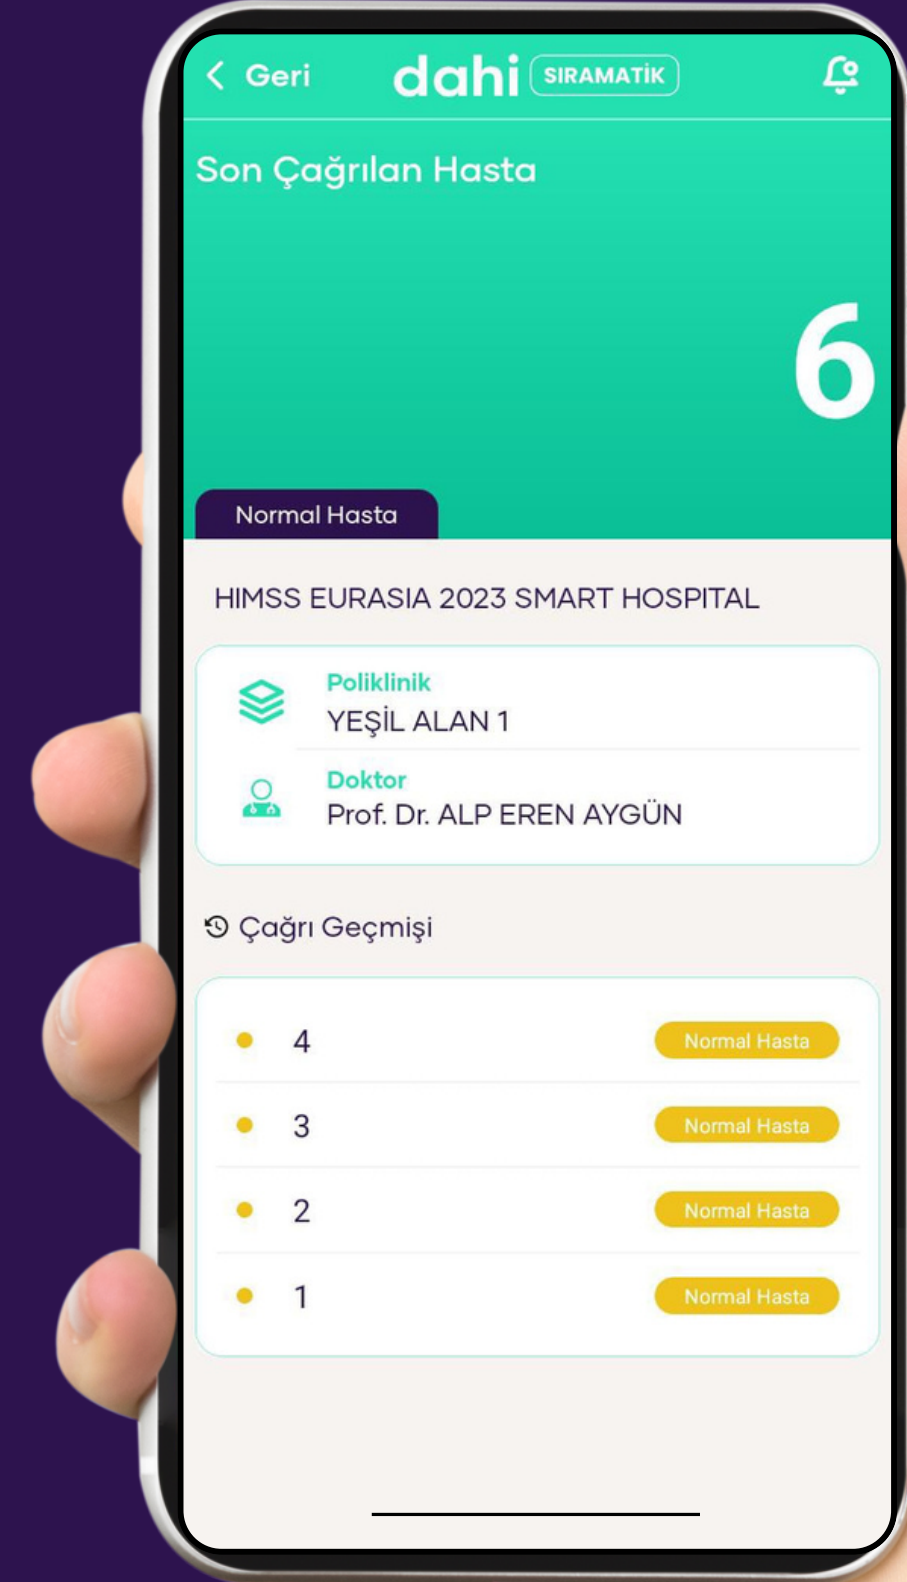 Geri
dahi SIRAMATİK
Son Çağrılan Hasta
6
Normal Hasta
HIMSS EURASIA 2023 SMART HOSPITAL
Poliklinik
YEŞİL ALAN 1
Doktor
Prof. Dr. ALP EREN AYGÜN
Çağrı Geçmişi
4 Normal Hasta
3 Normal Hasta
2 Normal Hasta
1 Normal Hasta